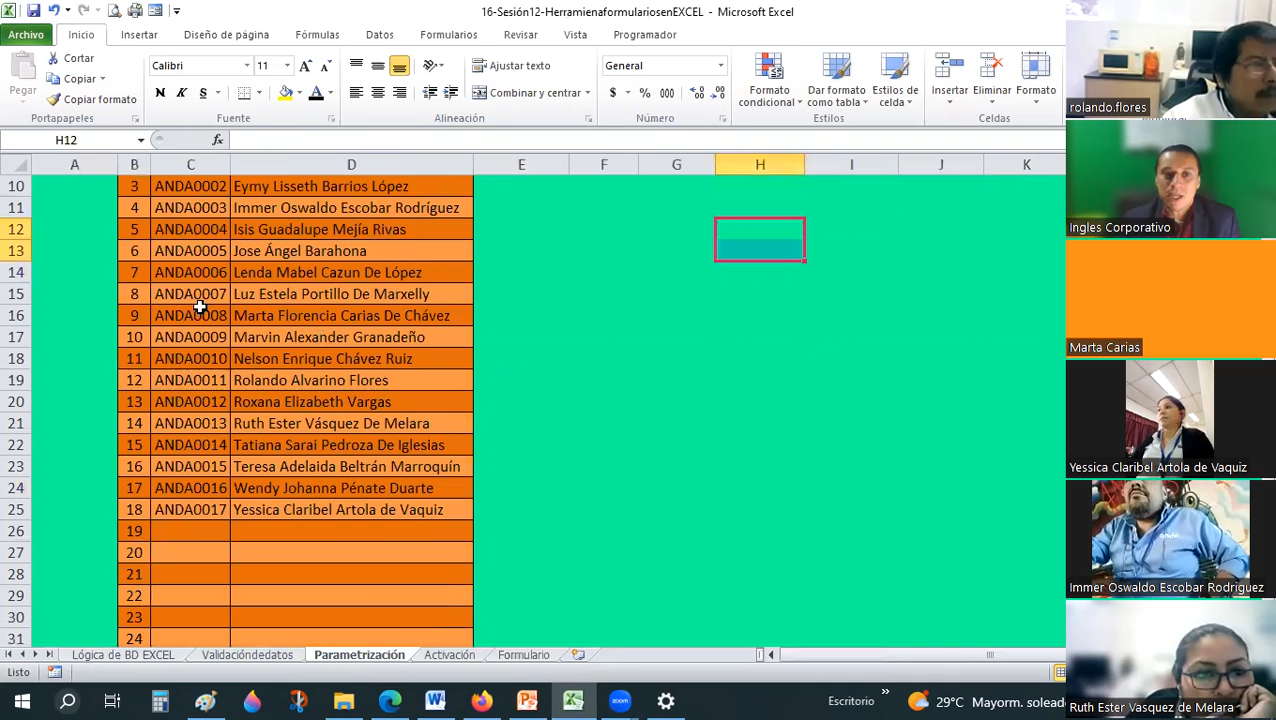 16-Sesión12-HerramienaformulariosenEXCEL - Microsoft Excel
Archivo Inicio Insertar Diseño de página Fórmulas Datos Formularios Revisar Vista Programador
Pegar
Cortar
Copiar
Copiar formato
Calibri 11
N K S
Ajustar texto
Combinar y centrar
General
$ % 000
Formato condicional
Dar formato como tabla
Estilos de celda
Insertar
Eliminar
Formato
Portapapeles Fuente Alineación Número Estilos Celdas
H12 fx
A B C D E F G H I J K
10 3 ANDA0002 Eymy Lisseth Barrios López
11 4 ANDA0003 Immer Oswaldo Escobar Rodríguez
12 5 ANDA0004 Isis Guadalupe Mejía Rivas
13 6 ANDA0005 Jose Ángel Barahona
14 7 ANDA0006 Lenda Mabel Cazun De López
15 8 ANDA0007 Luz Estela Portillo De Marxelly
16 9 ANDA0008 Marta Florencia Carias De Chávez
17 10 ANDA0009 Marvin Alexander Granadeño
18 11 ANDA0010 Nelson Enrique Chávez Ruiz
19 12 ANDA0011 Rolando Alvarino Flores
20 13 ANDA0012 Roxana Elizabeth Vargas
21 14 ANDA0013 Ruth Ester Vásquez De Melara
22 15 ANDA0014 Tatiana Sarai Pedroza De Iglesias
23 16 ANDA0015 Teresa Adelaida Beltrán Marroquín
24 17 ANDA0016 Wendy Johanna Pénate Duarte
25 18 ANDA0017 Yessica Claribel Artola de Vaquiz
26 19
27 20
28 21
29 22
30 23
31 24
Lógica de BD EXCEL Validacióndedatos Parametrización Activación Formulario
Listo
Escritorio » 29°C Mayorm. soleado
rolando.flores
Ingles Corporativo
Marta Carias
Yessica Claribel Artola de Vaquiz
Immer Oswaldo Escobar Rodriguez
Ruth Ester Vasquez de Melara